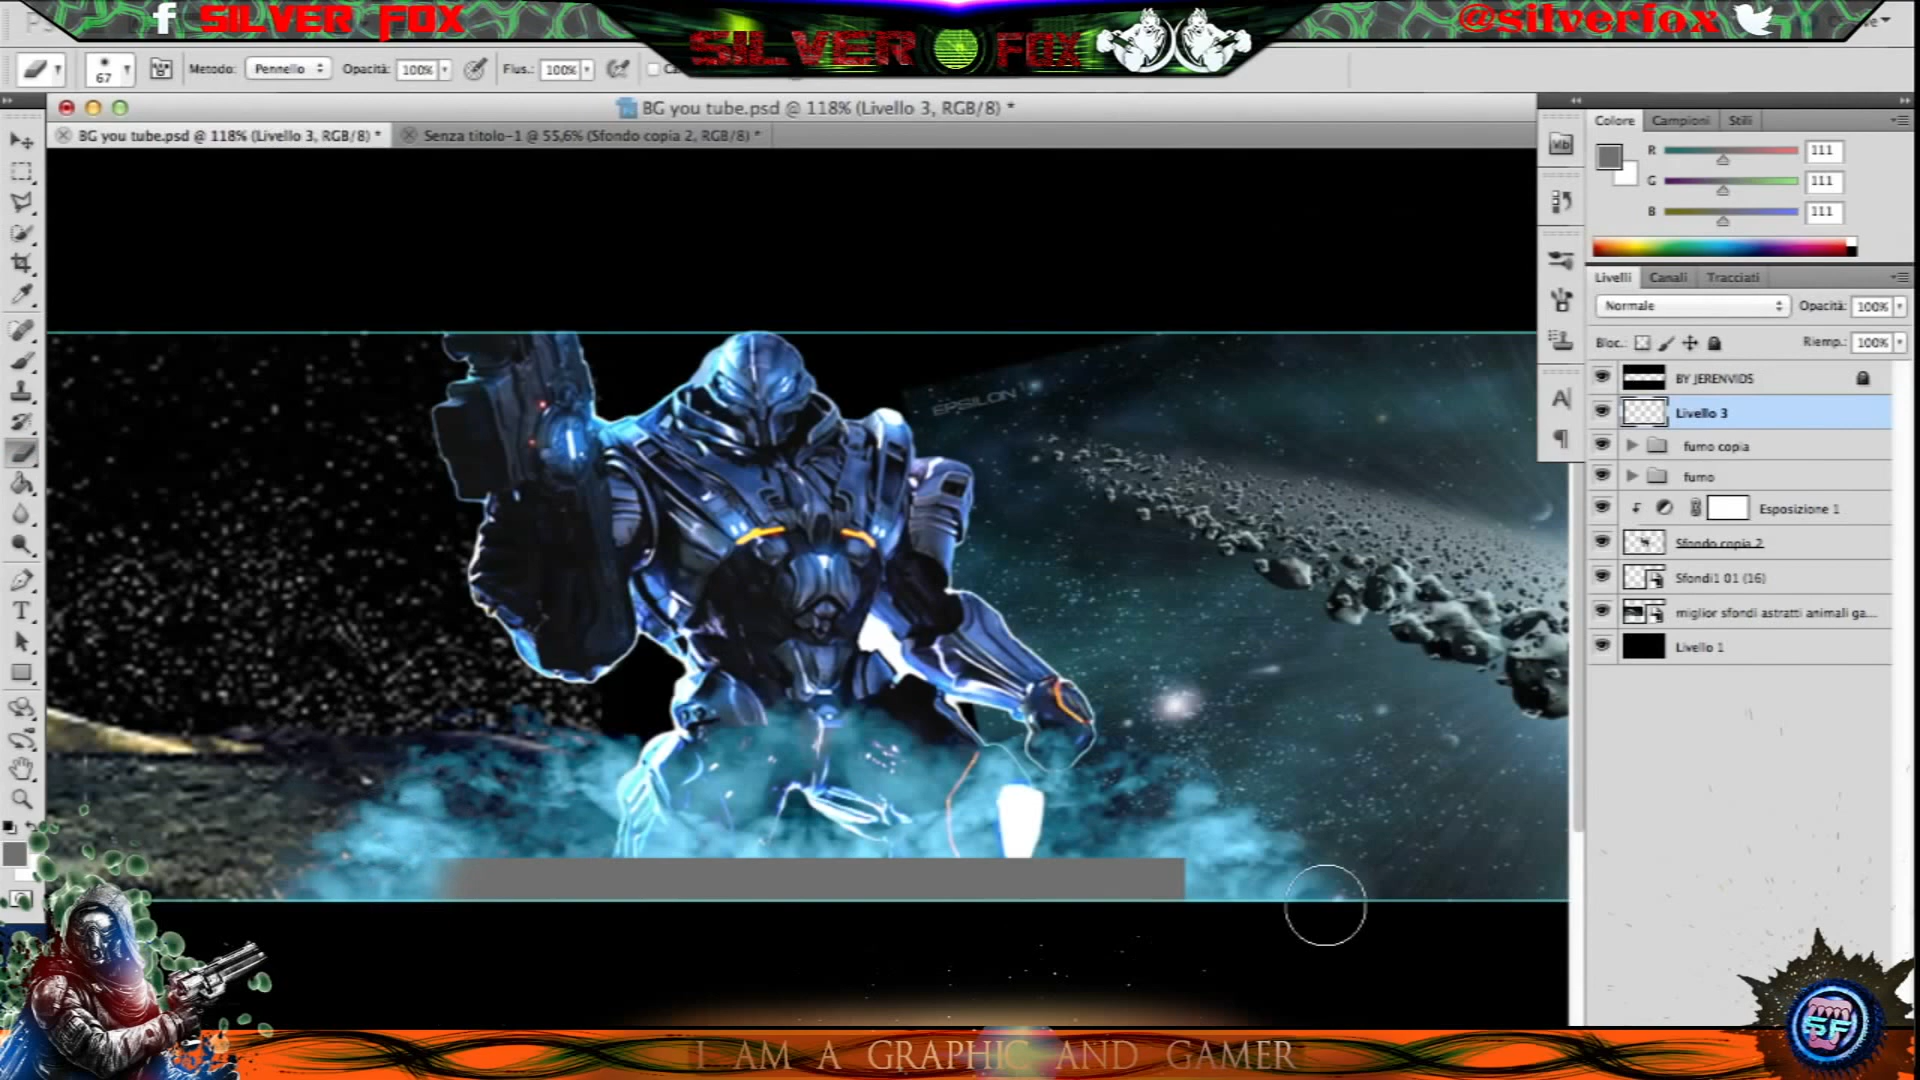 SILVER FOX
SILVER FOX
@silverfox
67
Metodo: Pennello
Opacità: 100%
Flus.: 100%
BG you tube.psd @ 118% (Livello 3, RGB/8) *
BG you tube.psd @ 118% (Livello 3, RGB/8) *
Senza titolo-1 @ 55,6% (Sfondo copia 2, RGB/8) *
Mb
Colore Campioni Stili
R 111
G 111
B 111
Livelli Canali Tracciati
Normale Opacità: 100%
Bloc.: Riemp.: 100%
BY JERENVIDS
Livello 3
fumo copia
fumo
Esposizione 1
Sfondo copia 2
Sfondi1 01 (16)
miglior sfondi astratti animali ga...
Livello 1
EPSILON
SF
I AM A GRAPHIC AND GAMER